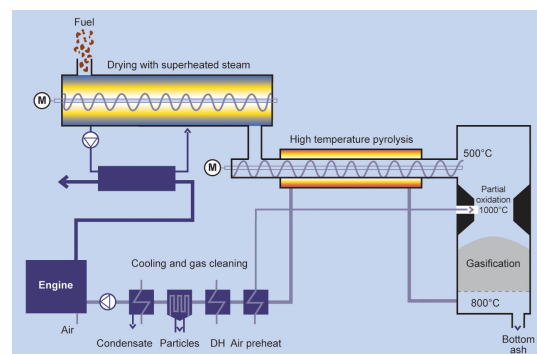 Fuel
Drying with superheated steam
M
High temperature pyrolysis
M
500°C
Partial
oxidation
1000°C
Gasification
Cooling and gas cleaning
Engine
800°C
Air
Condensate
Particles
DH
Air preheat
Bottom
ash